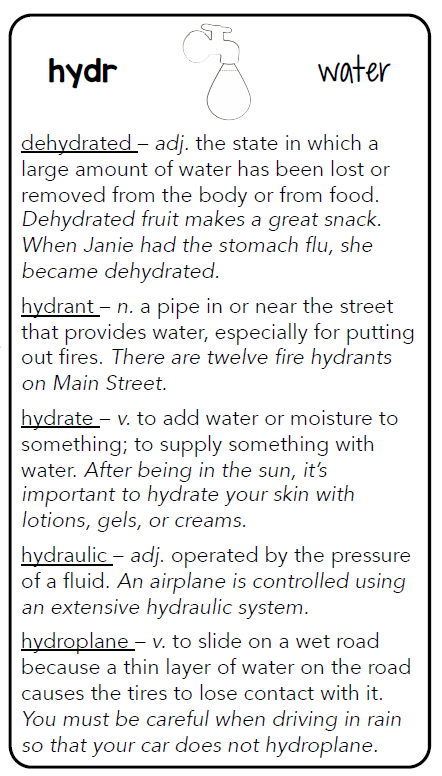 hydr water
dehydrated – adj. the state in which a
large amount of water has been lost or
removed from the body or from food.
Dehydrated fruit makes a great snack.
When Janie had the stomach flu, she
became dehydrated.
hydrant – n. a pipe in or near the street
that provides water, especially for putting
out fires. There are twelve fire hydrants
on Main Street.
hydrate – v. to add water or moisture to
something; to supply something with
water. After being in the sun, it's
important to hydrate your skin with
lotions, gels, or creams.
hydraulic – adj. operated by the pressure
of a fluid. An airplane is controlled using
an extensive hydraulic system.
hydroplane – v. to slide on a wet road
because a thin layer of water on the road
causes the tires to lose contact with it.
You must be careful when driving in rain
so that your car does not hydroplane.